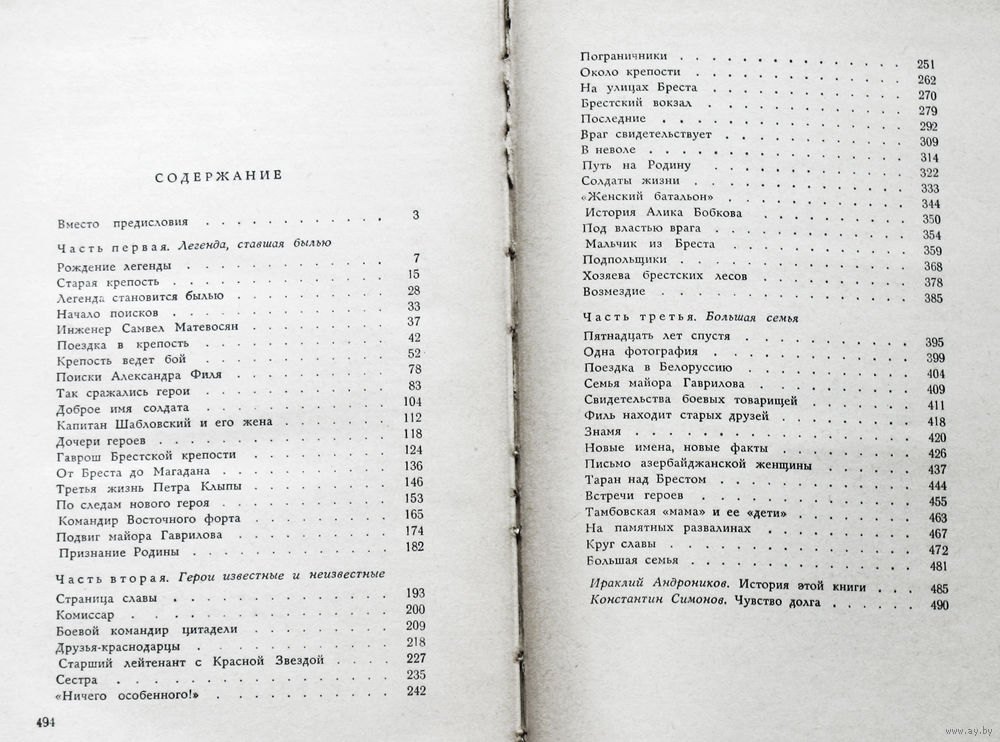 СОДЕРЖАНИЕ
Вместо предисловия . . . . . . . . . . . 3
Часть первая. Легенда, ставшая былью
Рождение легенды . . . . . . . . . . . 7
Старая крепость . . . . . . . . . . . 15
Легенда становится былью . . . . . . . . . 28
Начало поисков . . . . . . . . . . . 33
Инженер Самвел Матевосян . . . . . . . . 37
Поездка в крепость . . . . . . . . . . 42
Крепость ведет бой . . . . . . . . . . 52
Поиски Александра Филя . . . . . . . . . 78
Так сражались герои . . . . . . . . . . 83
Доброе имя солдата . . . . . . . . . . 104
Капитан Шабловский и его жена . . . . . . . 112
Дочери героев . . . . . . . . . . . . 118
Гаврош Брестской крепости . . . . . . . . 124
От Бреста до Магадана . . . . . . . . . 136
Третья жизнь Петра Клыпы . . . . . . . . 146
По следам нового героя . . . . . . . . . 153
Командир Восточного форта . . . . . . . . 165
Подвиг майора Гаврилова . . . . . . . . 174
Признание Родины . . . . . . . . . . 182
Часть вторая. Герои известные и неизвестные
Страница славы . . . . . . . . . . . 193
Комиссар . . . . . . . . . . . . . 200
Боевой командир цитадели . . . . . . . . 209
Друзья-краснодарцы . . . . . . . . . . 218
Старший лейтенант с Красной Звездой . . . . 227
Сестра . . . . . . . . . . . . . . 235
«Ничего особенного!» . . . . . . . . . . 242
494
Пограничники . . . . . . . . . . . . 251
Около крепости . . . . . . . . . . . 262
На улицах Бреста . . . . . . . . . . . 270
Брестский вокзал . . . . . . . . . . . 279
Последние . . . . . . . . . . . . . 292
Враг свидетельствует . . . . . . . . . . 309
В неволе . . . . . . . . . . . . . 314
Путь на Родину . . . . . . . . . . . 322
Солдаты жизни . . . . . . . . . . . . 333
«Женский батальон» . . . . . . . . . . 344
История Алика Бобкова . . . . . . . . . 350
Под властью врага . . . . . . . . . . . 354
Мальчик из Бреста . . . . . . . . . . 359
Подпольщики . . . . . . . . . . . . 368
Хозяева брестских лесов . . . . . . . . . 378
Возмездие . . . . . . . . . . . . . 385
Часть третья. Большая семья
Пятнадцать лет спустя . . . . . . . . . . 395
Одна фотография . . . . . . . . . . . 399
Поездка в Белоруссию . . . . . . . . . . 404
Семья майора Гаврилова . . . . . . . . . 409
Свидетельства боевых товарищей . . . . . . . 411
Филь находит старых друзей . . . . . . . . 418
Знамя . . . . . . . . . . . . . . 420
Новые имена, новые факты . . . . . . . . 426
Письмо азербайджанской женщины . . . . . . 437
Таран над Брестом . . . . . . . . . . . 444
Встречи героев . . . . . . . . . . . . 455
Тамбовская «мама» и ее «дети» . . . . . . . 463
На памятных развалинах . . . . . . . . . 467
Круг славы . . . . . . . . . . . . . 472
Большая семья . . . . . . . . . . . . 481
Ираклий Андроников. История этой книги . . . 485
Константин Симонов. Чувство долга . . . . . . 490
www.ay.by